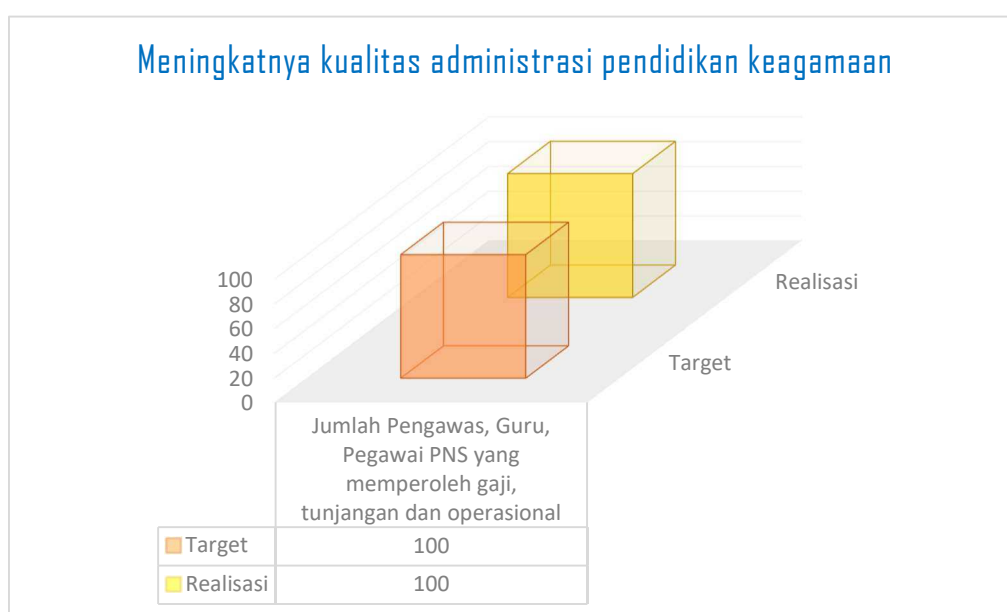 Meningkatnya kualitas administrasi pendidikan keagamaan
100
80
60
40
20
0
Realisasi
Target
Jumlah Pengawas, Guru,
Pegawai PNS yang
memperoleh gaji,
tunjangan dan operasional
Target 100
Realisasi 100